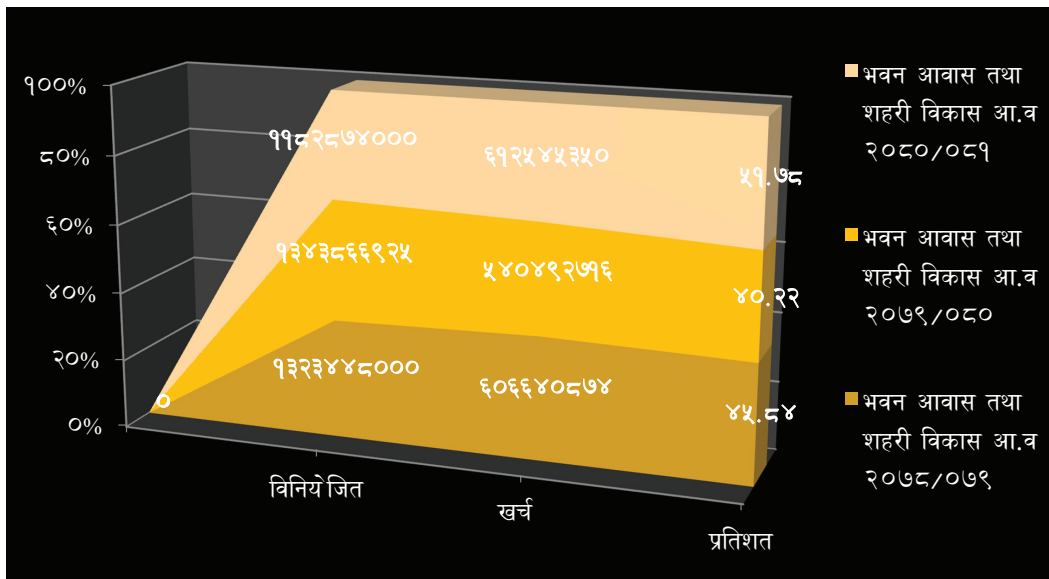 १००%
८०%
६०%
४०%
२०%
०%
११८२८७४०००
६१२५४५३५०
५१.७८
१३४३८६६९२५
५४०४९२७१६
४०.२२
१३२३४४८०००
६०६६४०८७४
४५.८४
०
विनियेजित
खर्च
प्रतिशत
भवन आवास तथा
शहरी विकास आ.व
२०८०/०८१
भवन आवास तथा
शहरी विकास आ.व
२०७९/०८०
भवन आवास तथा
शहरी विकास आ.व
२०७८/०७९